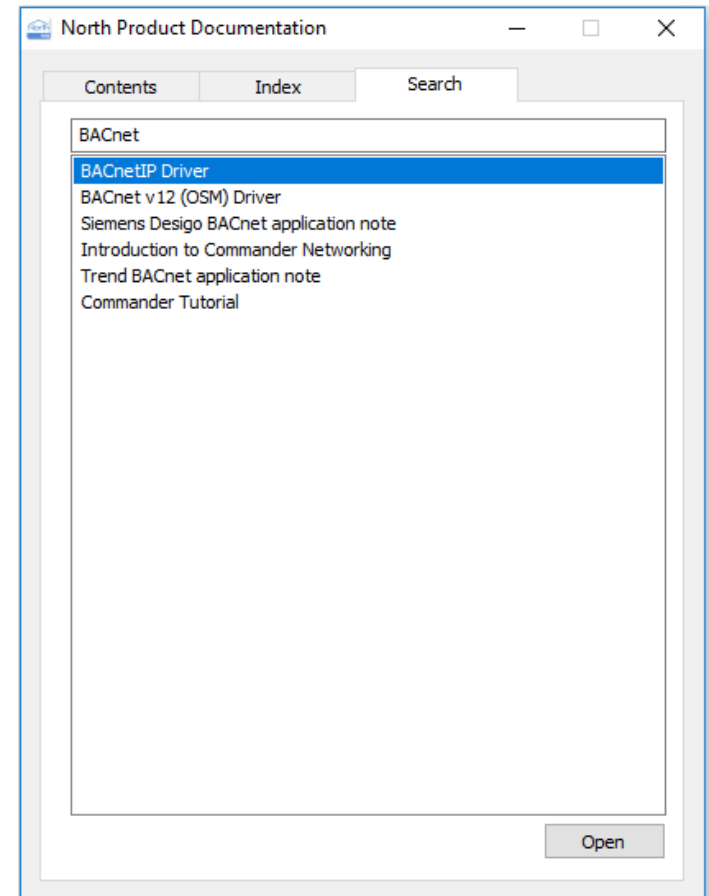 North Product Documentation
Contents Index Search
BACnet
BACnetIP Driver
BACnet v12 (OSM) Driver
Siemens Desigo BACnet application note
Introduction to Commander Networking
Trend BACnet application note
Commander Tutorial
Open